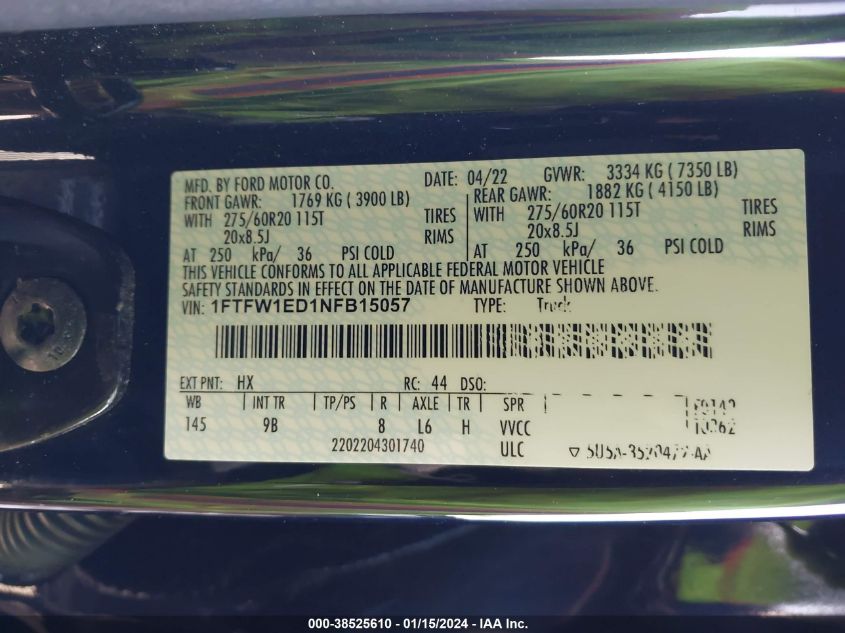 MFD. BY FORD MOTOR CO. DATE: 04/22 GVWR: 3334 KG ( 7350 LB)
FRONT GAWR: 1769 KG ( 3900 LB) REAR GAWR: 1882 KG ( 4150 LB)
WITH 275/60R20 115T TIRES WITH 275/60R20 115T TIRES
20x8.5J RIMS 20x8.5J RIMS
AT 250 kPa/ 36 PSI COLD AT 250 kPa/ 36 PSI COLD
THIS VEHICLE CONFORMS TO ALL APPLICABLE FEDERAL MOTOR VEHICLE
SAFETY STANDARDS IN EFFECT ON THE DATE OF MANUFACTURE SHOWN ABOVE.
VIN: 1FTFW1ED1NFB15057 TYPE: Truck
EXT PNT: HX RC: 44 DSO:
WB INT TR TP/PS R AXLE TR SPR
145 9B 8 L6 H VVCC
2202204301740 ULC
000-38525610 - 01/15/2024 - IAA Inc.